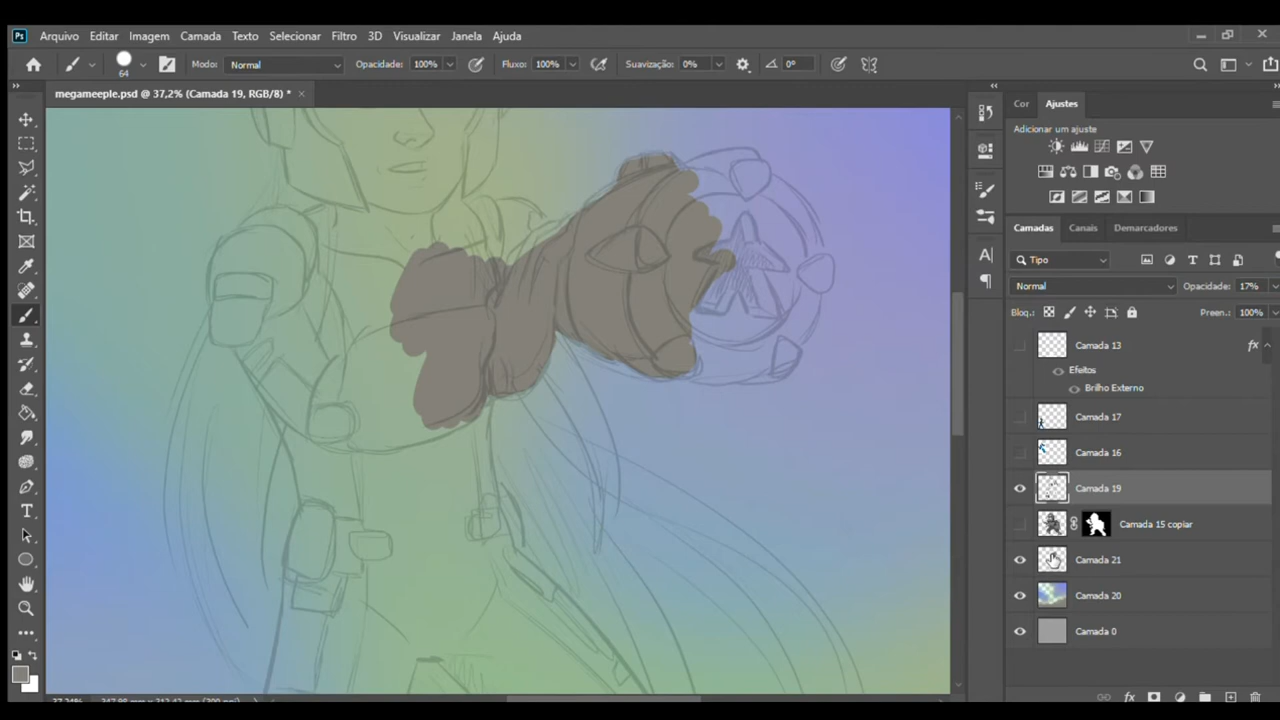 Ps Arquivo Editar Imagem Camada Texto Selecionar Filtro 3D Visualizar Janela Ajuda
64 Modo: Normal Opacidade: 100% Fluxo: 100% Suavização: 0% 0°
megameeple.psd @ 37,2% (Camada 19, RGB/8) *
Cor Ajustes
Adicionar um ajuste
Camadas Canais Demarcadores
Tipo
Normal Opacidade: 17%
Bloq.: Preen.: 100%
Camada 13 fx
Efeitos
Brilho Externo
Camada 17
Camada 16
Camada 19
Camada 15 copiar
Camada 21
Camada 20
Camada 0